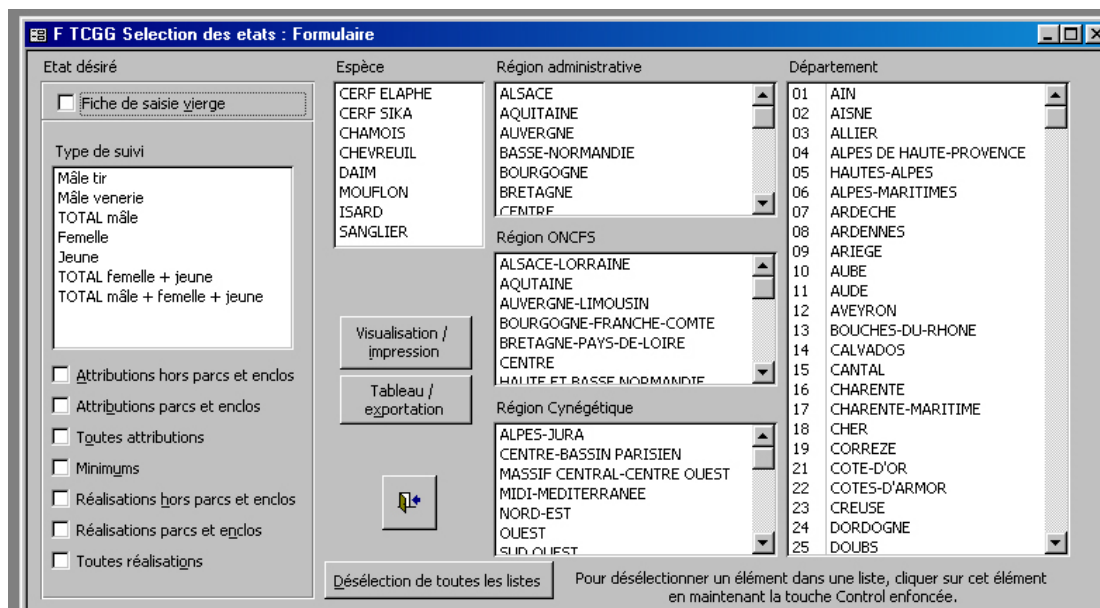 F TCGG Selection des etats : Formulaire
Etat désiré
Fiche de saisie vierge
Type de suivi
Mâle tir
Mâle venerie
TOTAL mâle
Femelle
Jeune
TOTAL femelle + jeune
TOTAL mâle + femelle + jeune
Attributions hors parcs et enclos
Attributions parcs et enclos
Toutes attributions
Minimums
Réalisations hors parcs et enclos
Réalisations parcs et enclos
Toutes réalisations
Espèce
CERF ELAPHE
CERF SIKA
CHAMOIS
CHEVREUIL
DAIM
MOUFLON
ISARD
SANGLIER
Visualisation /
impression
Tableau /
exportation
Désélection de toutes les listes
Région administrative
ALSACE
AQUITAINE
AUVERGNE
BASSE-NORMANDIE
BOURGOGNE
BRETAGNE
CENTRE
Région ONCFS
ALSACE-LORRAINE
AQUTAINE
AUVERGNE-LIMOUSIN
BOURGOGNE-FRANCHE-COMTE
BRETAGNE-PAYS-DE-LOIRE
CENTRE
HAUTE ET BASSE NORMANDIE
Région Cynégétique
ALPES-JURA
CENTRE-BASSIN PARISIEN
MASSIF CENTRAL-CENTRE OUEST
MIDI-MEDITERRANEE
NORD-EST
OUEST
SUD OUEST
Département
01 AIN
02 AISNE
03 ALLIER
04 ALPES DE HAUTE-PROVENCE
05 HAUTES-ALPES
06 ALPES-MARITIMES
07 ARDECHE
08 ARDENNES
09 ARIEGE
10 AUBE
11 AUDE
12 AVEYRON
13 BOUCHES-DU-RHONE
14 CALVADOS
15 CANTAL
16 CHARENTE
17 CHARENTE-MARITIME
18 CHER
19 CORREZE
21 COTE-D'OR
22 COTES-D'ARMOR
23 CREUSE
24 DORDOGNE
25 DOUBS
Pour désélectionner un élément dans une liste, cliquer sur cet élément
en maintenant la touche Control enfoncée.